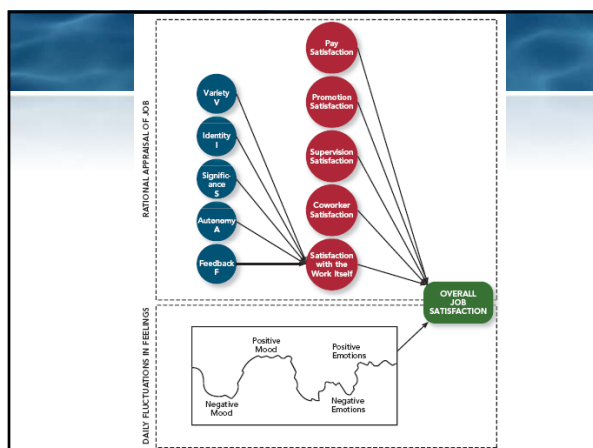 RATIONAL APPRAISAL OF JOB
Variety
V
Identity
I
Signific-
ance
S
Autonomy
A
Feedback
F
Pay
Satisfaction
Promotion
Satisfaction
Supervision
Satisfaction
Coworker
Satisfaction
Satisfaction
with the
Work Itself
OVERALL
JOB
SATISFACTION
DAILY FLUCTUATIONS IN FEELINGS
Positive
Mood
Positive
Emotions
Negative
Mood
Negative
Emotions